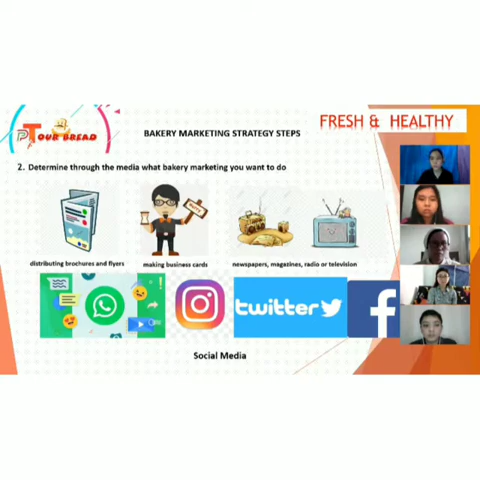 PTOUR BREAD
FRESH & HEALTHY
BAKERY MARKETING STRATEGY STEPS
2. Determine through the media what bakery marketing you want to do
distributing brochures and flyers
making business cards
newspapers, magazines, radio or television
twitter
Social Media